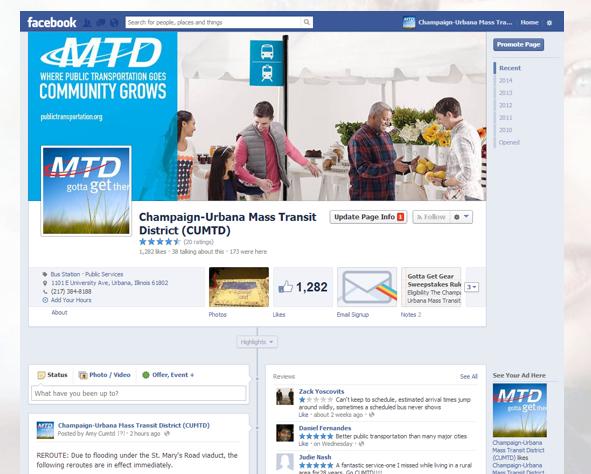 facebook
Search for people, places and things
Champaign-Urbana Mass Tra...
Home
Promote Page
MTD
WHERE PUBLIC TRANSPORTATION GOES
COMMUNITY GROWS
publictransportation.org
Recent
2014
2013
2012
2011
2010
Opened
MTD
gotta get ther
Champaign-Urbana Mass Transit
District (CUMTD)
(20 ratings)
1,282 likes · 38 talking about this · 173 were here
Update Page Info 1
Follow
Bus Station · Public Services
1101 E University Ave, Urbana, Illinois 61802
(217) 384-8188
Add Your Hours
About
Photos
1,282
Likes
Email Signup
Gotta Get Gear
Sweepstakes Rul
Eligibility The Champa
Urbana Mass Transit
Notes 2
3
Highlights
Status
Photo / Video
Offer, Event +
What have you been up to?
Champaign-Urbana Mass Transit District (CUMTD)
Posted by Amy Cumtd [?] · 2 hours ago
REROUTE: Due to flooding under the St. Mary's Road viaduct, the
following reroutes are in effect immediately.
Reviews
See All
Zack Yoscovits
Can't keep to schedule, estimated arrival times jump
around wildly, sometimes a scheduled bus never shows
Like · about 2 weeks ago
Daniel Fernandes
Better public transportation than many major cities
Like · on Wednesday
Judie Nash
A fantastic service-one I missed while living in a rural
area for28 years. Go CUMTD!!!!
See Your Ad Here
MTD
gotta get
Champaign-
Urbana Mass
Transit District
(CUMTD) likes
Champaign-
Urbana Mass